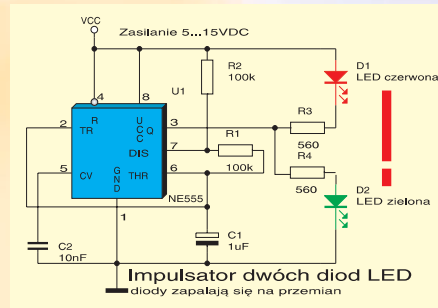 VCC
Zasilanie 5...15VDC
4
8
U1
R2
100k
D1
LED czerwona
2
TR
R
U
C
C
Q
3
R3
560
7
DIS
R1
100k
R4
560
5
CV
G
N
D
THR
6
NE555
D2
LED zielona
1
C2
10nF
C1
1uF
Impulsator dwóch diod LED
diody zapalają się na przemian